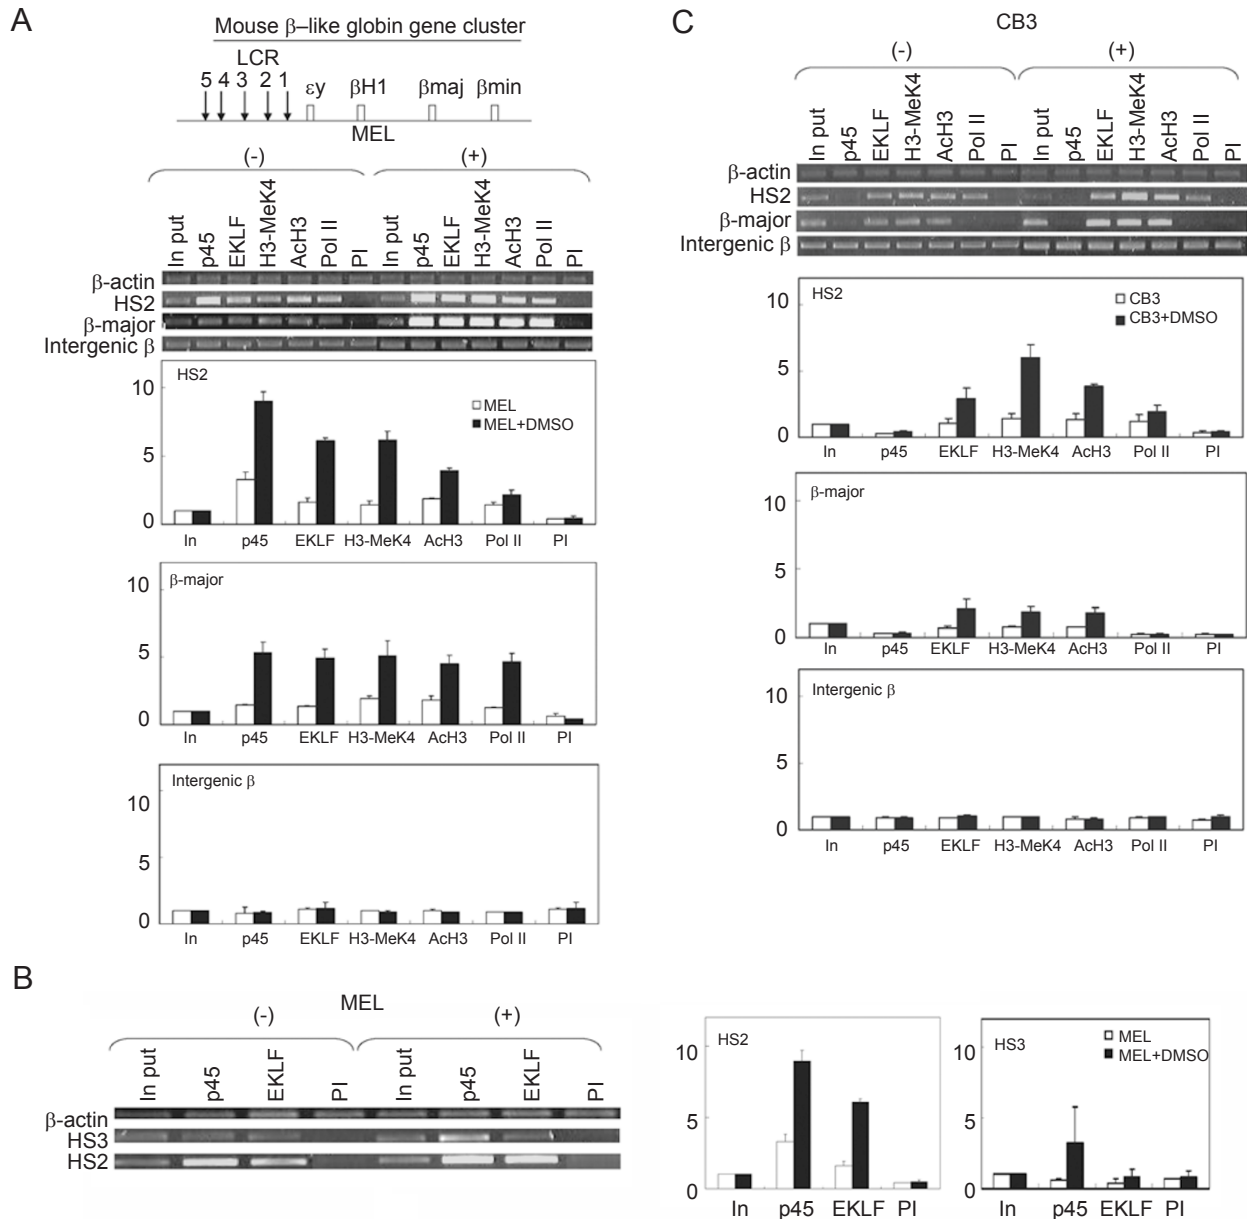 A
Mouse β–like globin gene cluster
LCR
5 4 3 2 1
εy βH1 βmaj βmin
MEL
(-) (+)
In put p45 EKLF H3-MeK4 AcH3 Pol II PI In put p45 EKLF H3-MeK4 AcH3 Pol II PI
β-actin
HS2
β-major
Intergenic β
HS2
10
5
0
MEL
MEL+DMSO
In p45 EKLF H3-MeK4 AcH3 Pol II PI
β-major
10
5
0
In p45 EKLF H3-MeK4 AcH3 Pol II PI
Intergenic β
10
5
0
In p45 EKLF H3-MeK4 AcH3 Pol II PI
B
MEL
(-) (+)
In put p45 EKLF PI In put p45 EKLF PI
β-actin
HS3
HS2
HS2
10
5
0
In p45 EKLF PI
HS3
MEL
MEL+DMSO
10
5
0
In p45 EKLF PI
C
CB3
(-) (+)
In put p45 EKLF H3-MeK4 AcH3 Pol II PI In put p45 EKLF H3-MeK4 AcH3 Pol II PI
β-actin
HS2
β-major
Intergenic β
HS2
10
5
0
CB3
CB3+DMSO
In p45 EKLF H3-MeK4 AcH3 Pol II PI
β-major
10
5
0
In p45 EKLF H3-MeK4 AcH3 Pol II PI
Intergenic β
10
5
0
In p45 EKLF H3-MeK4 AcH3 Pol II PI